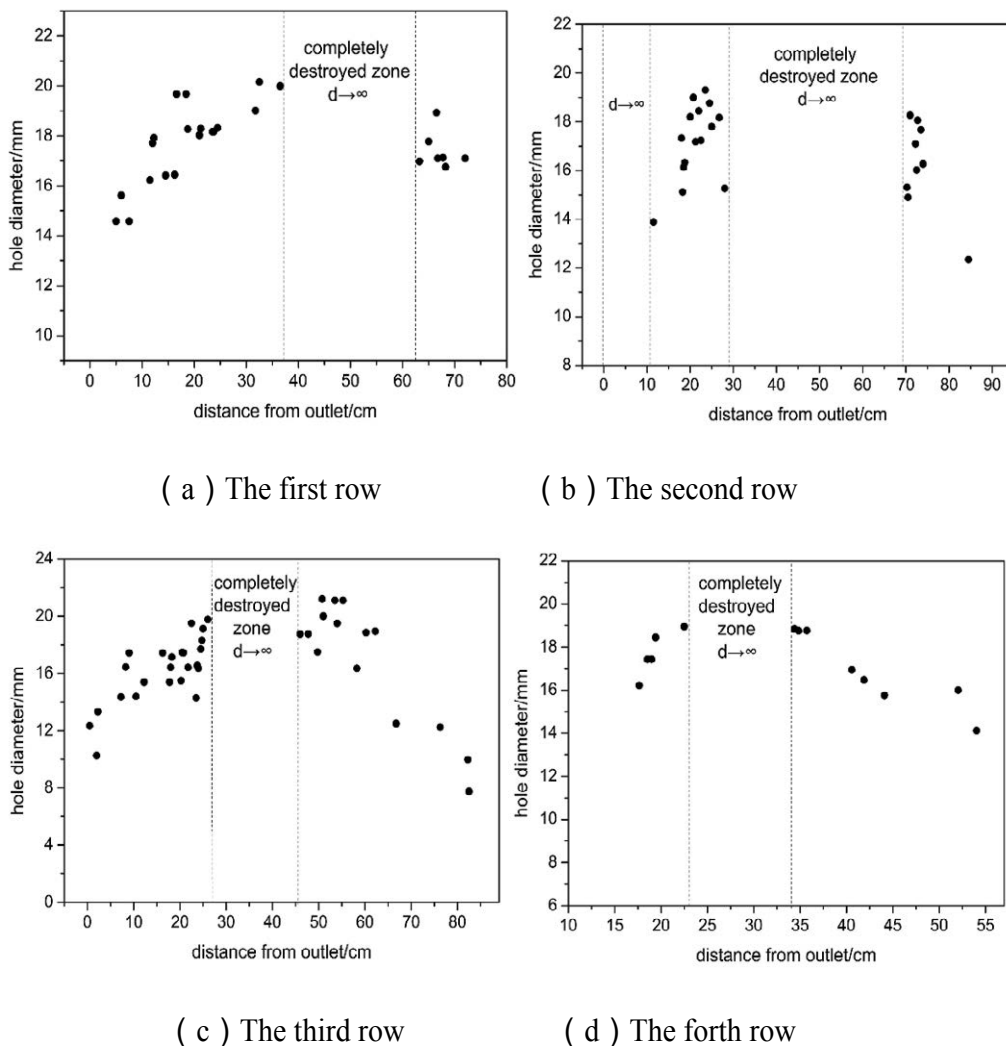 22
20
18
16
14
12
10
hole diameter/mm
completely
destroyed zone
d→∞
0 10 20 30 40 50 60 70 80
distance from outlet/cm
( a ) The first row
22
20
18
16
14
12
10
8
hole diameter/mm
d→∞
completely
destroyed zone
d→∞
0 10 20 30 40 50 60 70 80 90
distance from outlet/cm
( b ) The second row
24
20
16
12
8
4
0
hole diameter/mm
completely
destroyed
zone
d→∞
0 10 20 30 40 50 60 70 80
distance from outlet/cm
( c ) The third row
22
20
18
16
14
12
10
8
6
hole diameter/mm
completely
destroyed
zone
d→∞
10 15 20 25 30 35 40 45 50 55
distance from outlet/cm
( d ) The forth row